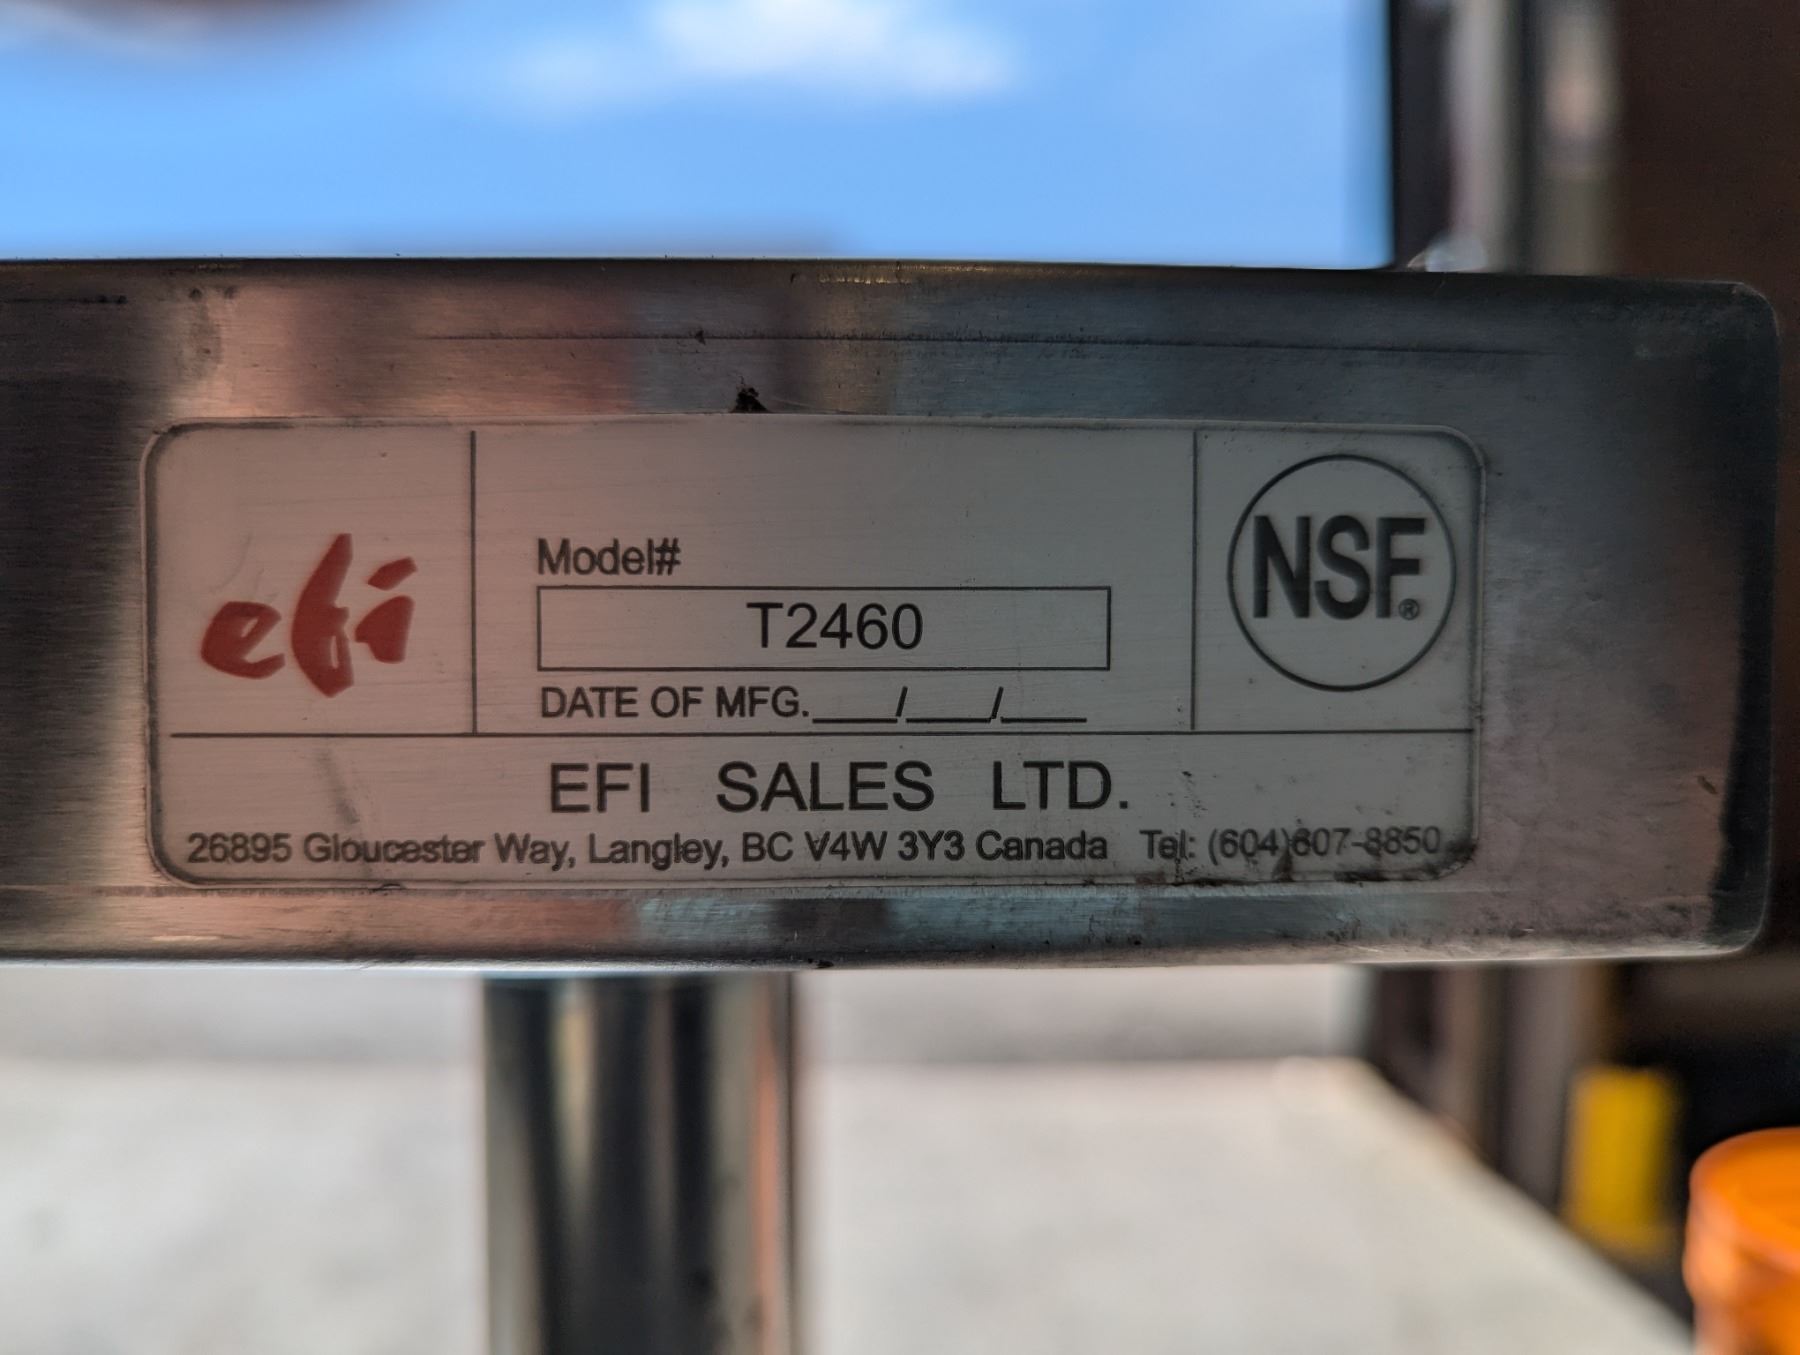 efi
Model#
T2460
DATE OF MFG.___/___/___
NSF®
EFI SALES LTD.
26895 Gloucester Way, Langley, BC V4W 3Y3 Canada Tel: (604)607-8850